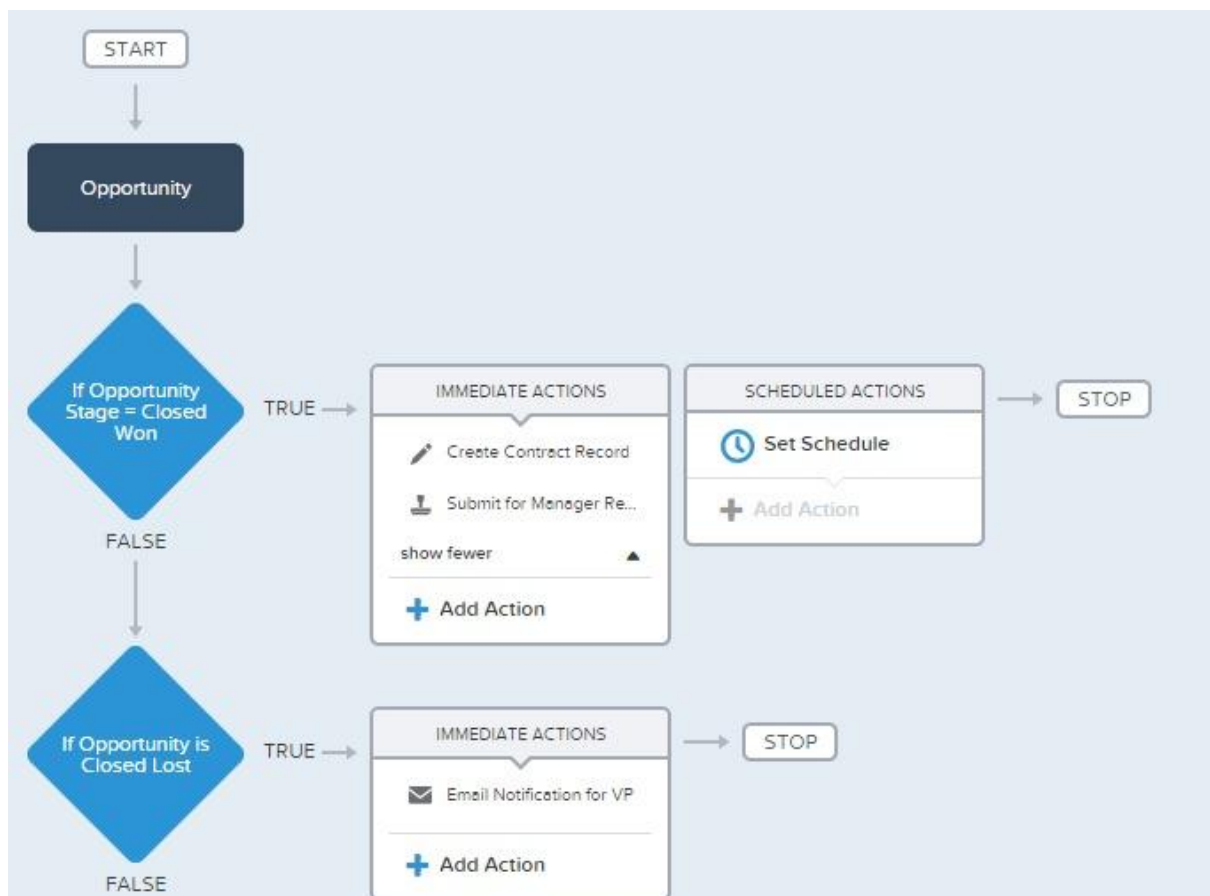 START
Opportunity
If Opportunity
Stage = Closed
Won
TRUE
IMMEDIATE ACTIONS
Create Contract Record
Submit for Manager Re...
show fewer
Add Action
SCHEDULED ACTIONS
Set Schedule
Add Action
STOP
FALSE
If Opportunity is
Closed Lost
TRUE
IMMEDIATE ACTIONS
Email Notification for VP
Add Action
STOP
FALSE